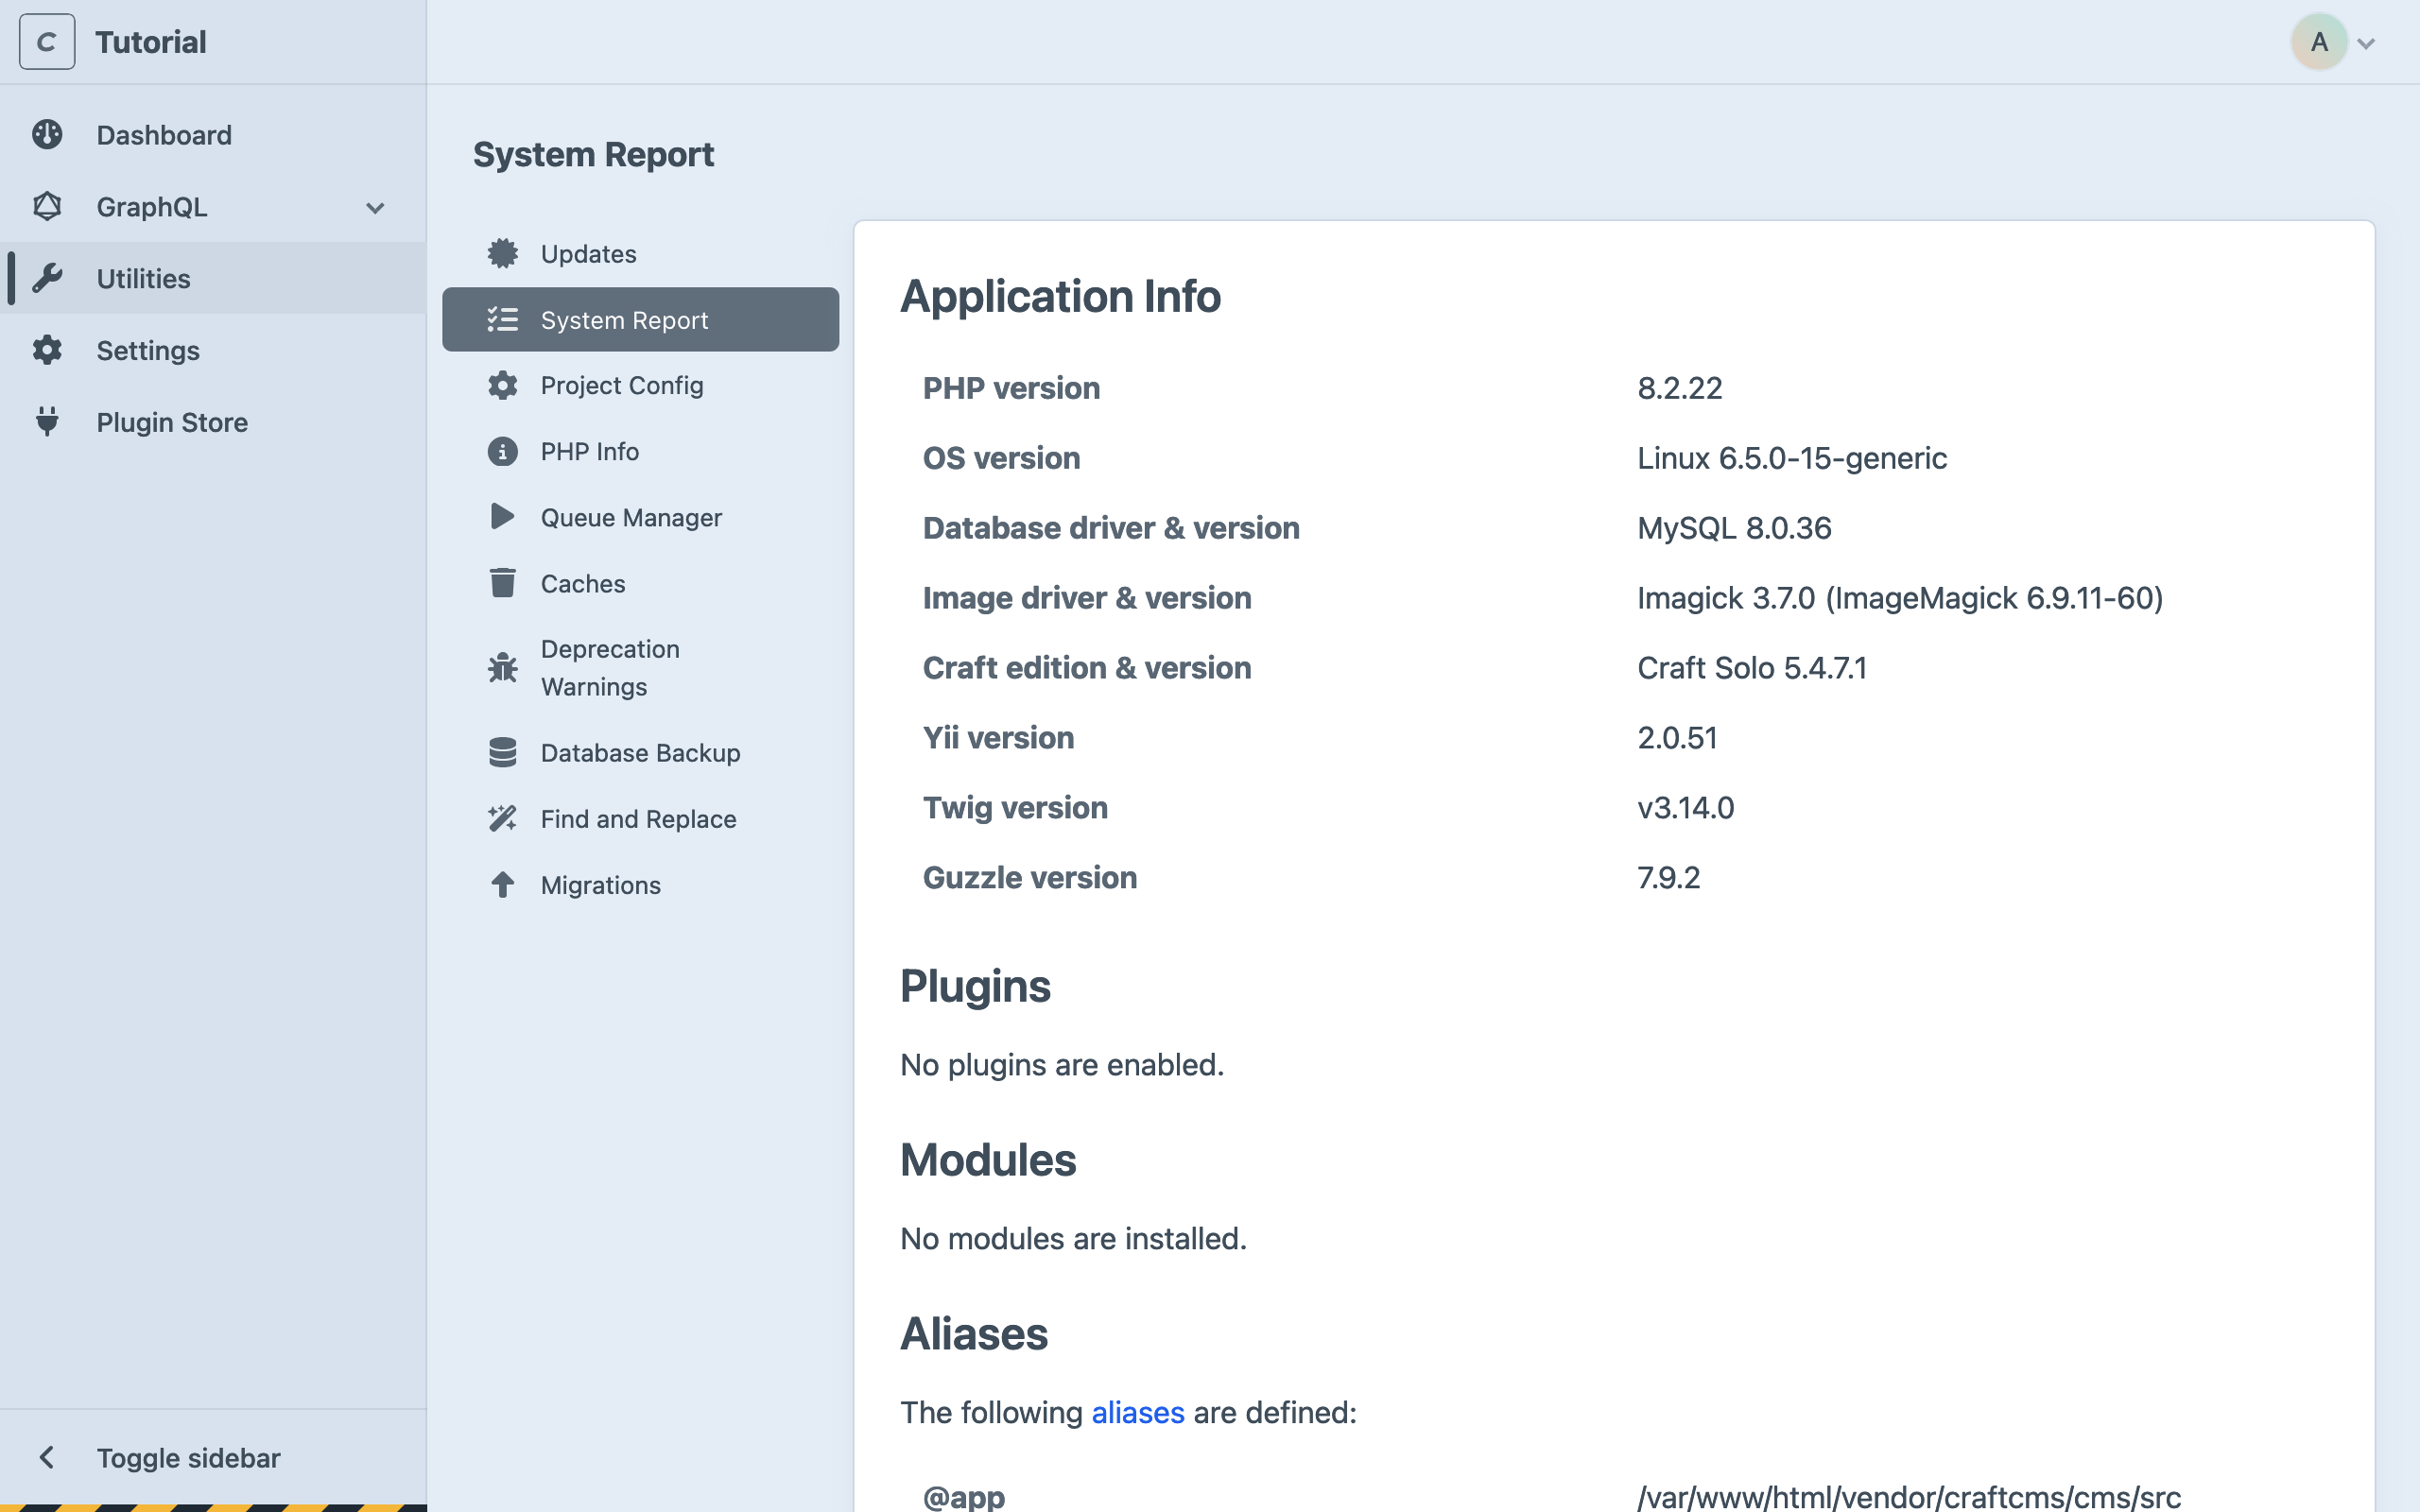 C Tutorial
A
Dashboard
GraphQL
Utilities
Settings
Plugin Store
Toggle sidebar
System Report
Updates
System Report
Project Config
PHP Info
Queue Manager
Caches
Deprecation
Warnings
Database Backup
Find and Replace
Migrations
Application Info
PHP version 8.2.22
OS version Linux 6.5.0-15-generic
Database driver & version MySQL 8.0.36
Image driver & version Imagick 3.7.0 (ImageMagick 6.9.11-60)
Craft edition & version Craft Solo 5.4.7.1
Yii version 2.0.51
Twig version v3.14.0
Guzzle version 7.9.2
Plugins
No plugins are enabled.
Modules
No modules are installed.
Aliases
The following aliases are defined:
@app /var/www/html/vendor/craftcms/cms/src